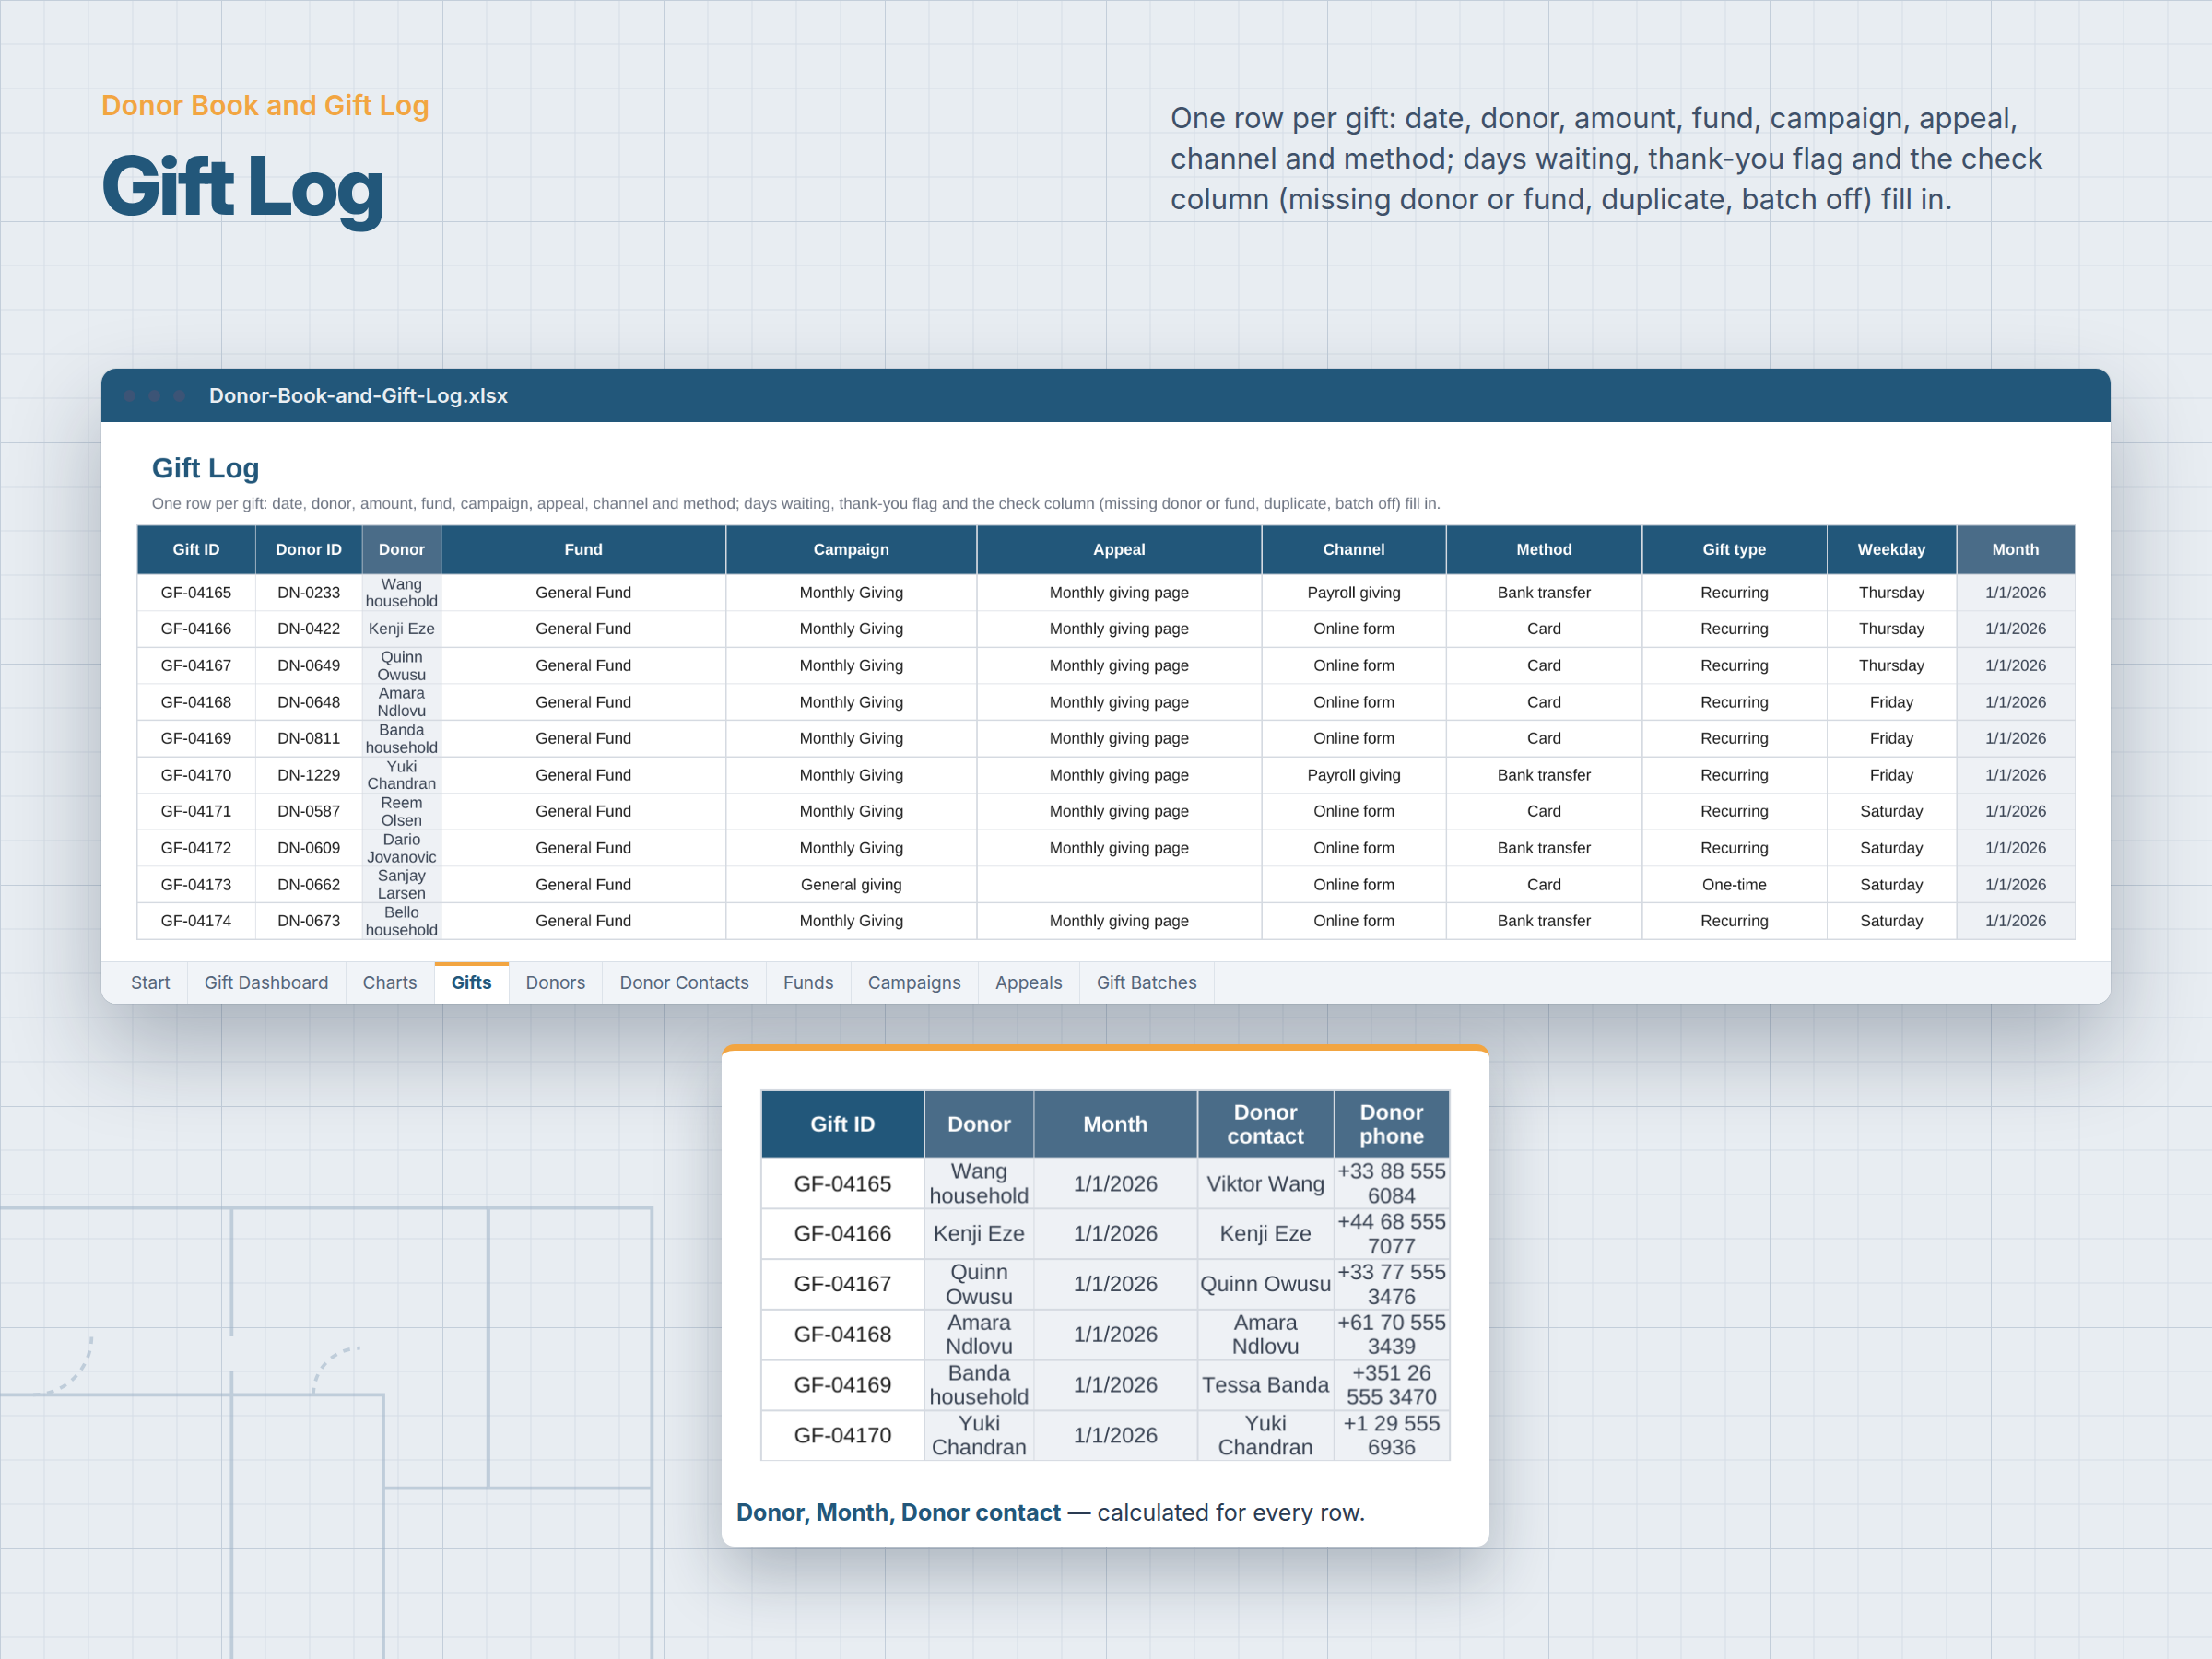 Donor Book and Gift Log
Gift Log
One row per gift: date, donor, amount, fund, campaign, appeal,
channel and method; days waiting, thank-you flag and the check
column (missing donor or fund, duplicate, batch off) fill in.
Donor-Book-and-Gift-Log.xlsx
Gift Log
One row per gift: date, donor, amount, fund, campaign, appeal, channel and method; days waiting, thank-you flag and the check column (missing donor or fund, duplicate, batch off) fill in.
Gift ID Donor ID Donor Fund Campaign Appeal Channel Method Gift type Weekday Month
GF-04165 DN-0233 Wang household General Fund Monthly Giving Monthly giving page Payroll giving Bank transfer Recurring Thursday 1/1/2026
GF-04166 DN-0422 Kenji Eze General Fund Monthly Giving Monthly giving page Online form Card Recurring Thursday 1/1/2026
GF-04167 DN-0649 Quinn Owusu General Fund Monthly Giving Monthly giving page Online form Card Recurring Thursday 1/1/2026
GF-04168 DN-0648 Amara Ndlovu General Fund Monthly Giving Monthly giving page Online form Card Recurring Friday 1/1/2026
GF-04169 DN-0811 Banda household General Fund Monthly Giving Monthly giving page Online form Card Recurring Friday 1/1/2026
GF-04170 DN-1229 Yuki Chandran General Fund Monthly Giving Monthly giving page Payroll giving Bank transfer Recurring Friday 1/1/2026
GF-04171 DN-0587 Reem Olsen General Fund Monthly Giving Monthly giving page Online form Card Recurring Saturday 1/1/2026
GF-04172 DN-0609 Dario Jovanovic General Fund Monthly Giving Monthly giving page Online form Bank transfer Recurring Saturday 1/1/2026
GF-04173 DN-0662 Sanjay Larsen General Fund General giving Online form Card One-time Saturday 1/1/2026
GF-04174 DN-0673 Bello household General Fund Monthly Giving Monthly giving page Online form Bank transfer Recurring Saturday 1/1/2026
Start Gift Dashboard Charts Gifts Donors Donor Contacts Funds Campaigns Appeals Gift Batches
Gift ID Donor Month Donor contact Donor phone
GF-04165 Wang household 1/1/2026 Viktor Wang +33 88 555 6084
GF-04166 Kenji Eze 1/1/2026 Kenji Eze +44 68 555 7077
GF-04167 Quinn Owusu 1/1/2026 Quinn Owusu +33 77 555 3476
GF-04168 Amara Ndlovu 1/1/2026 Amara Ndlovu +61 70 555 3439
GF-04169 Banda household 1/1/2026 Tessa Banda +351 26 555 3470
GF-04170 Yuki Chandran 1/1/2026 Yuki Chandran +1 29 555 6936
Donor, Month, Donor contact — calculated for every row.